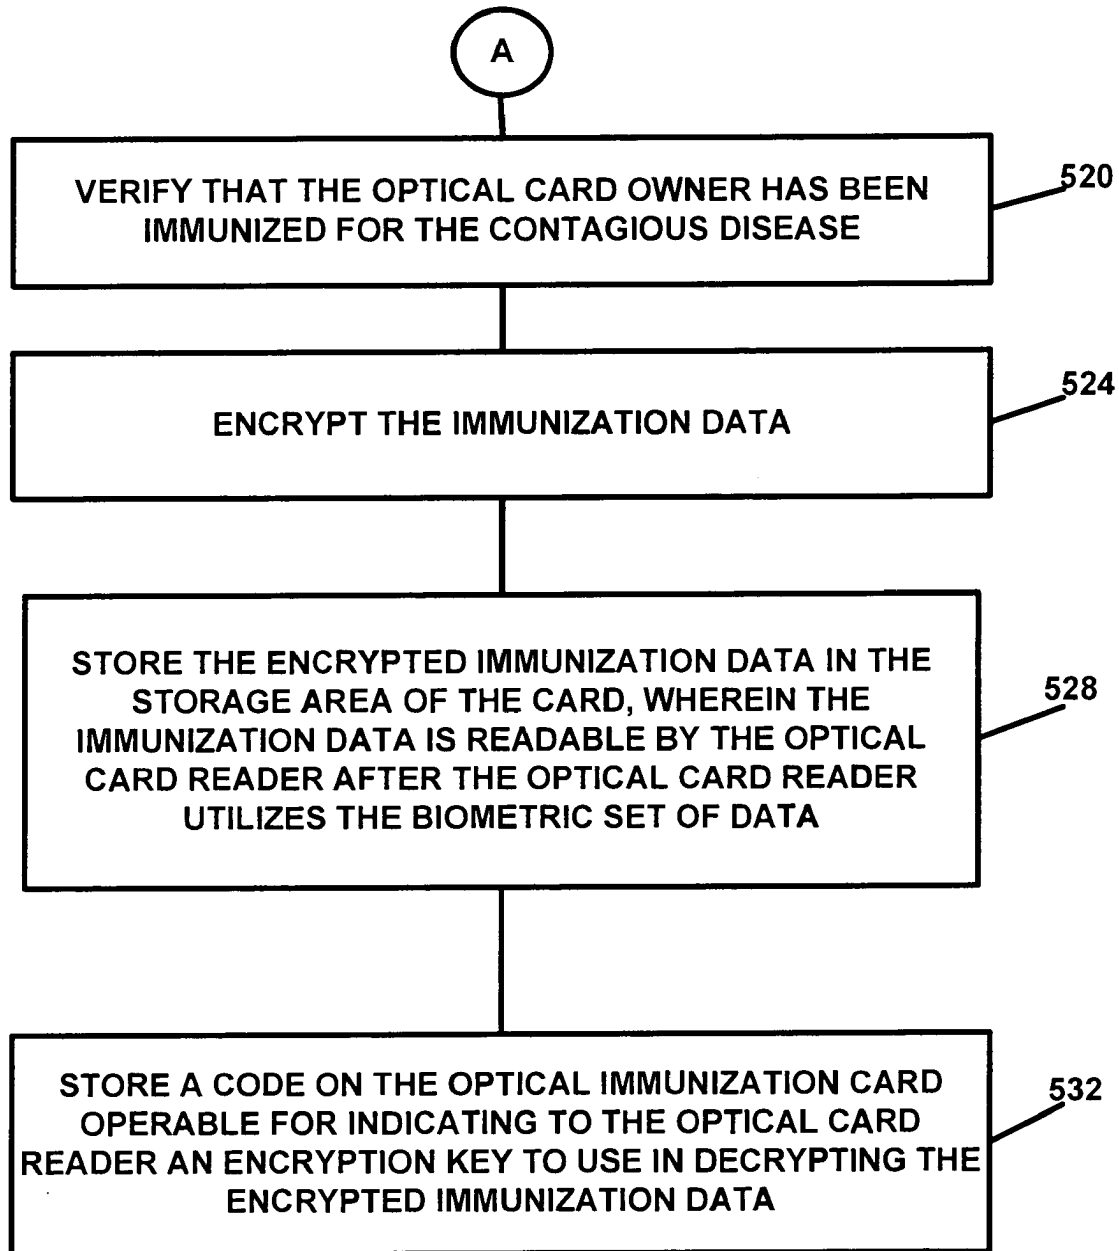 A
VERIFY THAT THE OPTICAL CARD OWNER HAS BEEN
IMMUNIZED FOR THE CONTAGIOUS DISEASE
520
ENCRYPT THE IMMUNIZATION DATA
524
STORE THE ENCRYPTED IMMUNIZATION DATA IN THE
STORAGE AREA OF THE CARD, WHEREIN THE
IMMUNIZATION DATA IS READABLE BY THE OPTICAL
CARD READER AFTER THE OPTICAL CARD READER
UTILIZES THE BIOMETRIC SET OF DATA
528
STORE A CODE ON THE OPTICAL IMMUNIZATION CARD
OPERABLE FOR INDICATING TO THE OPTICAL CARD
READER AN ENCRYPTION KEY TO USE IN DECRYPTING THE
ENCRYPTED IMMUNIZATION DATA
532